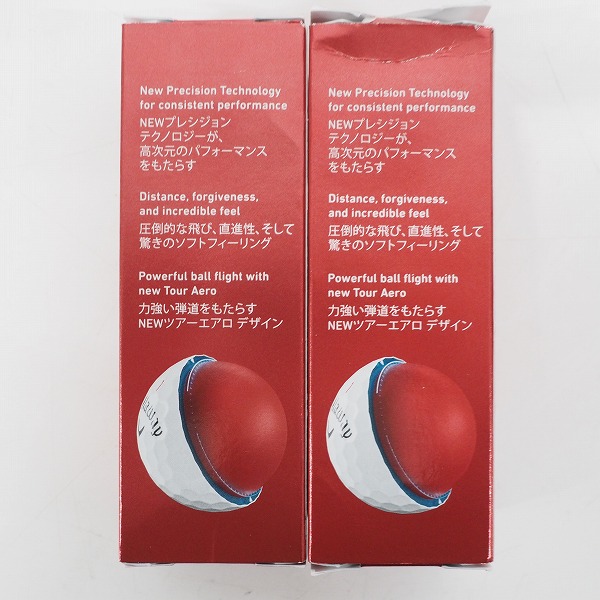 New Precision Technology
for consistent performance
NEWプレシジョン
テクノロジーが、
高次元のパフォーマンス
をもたらす
Distance, forgiveness,
and incredible feel
圧倒的な飛び、直進性、そして
驚きのソフトフィーリング
Powerful ball flight with
new Tour Aero
力強い弾道をもたらす
NEWツアーエアロ デザイン
New Precision Technology
for consistent performance
NEWプレシジョン
テクノロジーが、
高次元のパフォーマンス
をもたらす
Distance, forgiveness,
and incredible feel
圧倒的な飛び、直進性、そして
驚きのソフトフィーリング
Powerful ball flight with
new Tour Aero
力強い弾道をもたらす
NEWツアーエアロ デザイン